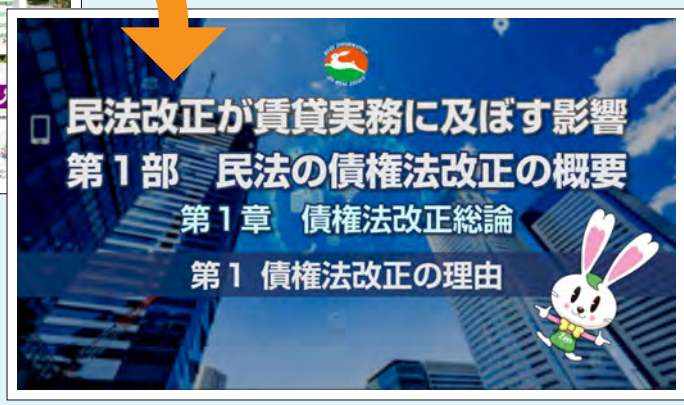 民法改正が賃貸実務に及ぼす影響
第1部 民法の債権法改正の概要
第1章 債権法改正総論
第1 債権法改正の理由